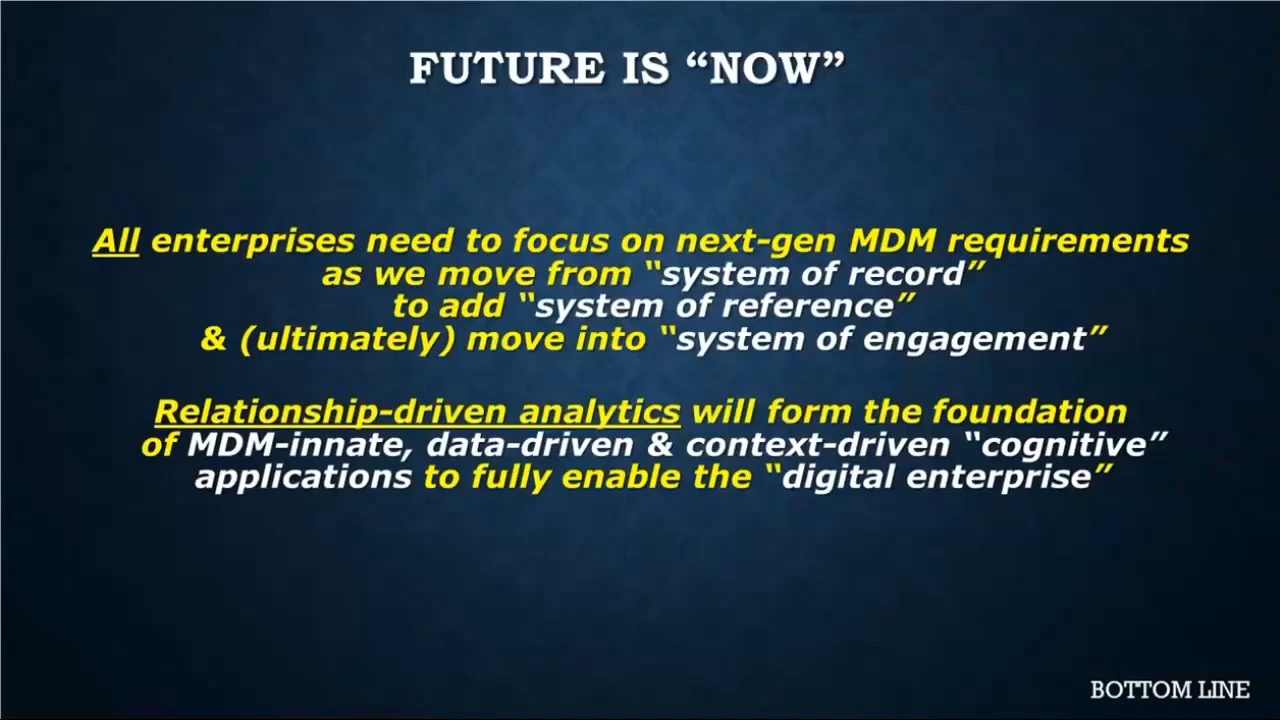 FUTURE IS “NOW”
All enterprises need to focus on next-gen MDM requirements
as we move from “system of record”
to add “system of reference”
& (ultimately) move into “system of engagement”
Relationship-driven analytics will form the foundation
of MDM-innate, data-driven & context-driven “cognitive”
applications to fully enable the “digital enterprise”
BOTTOM LINE